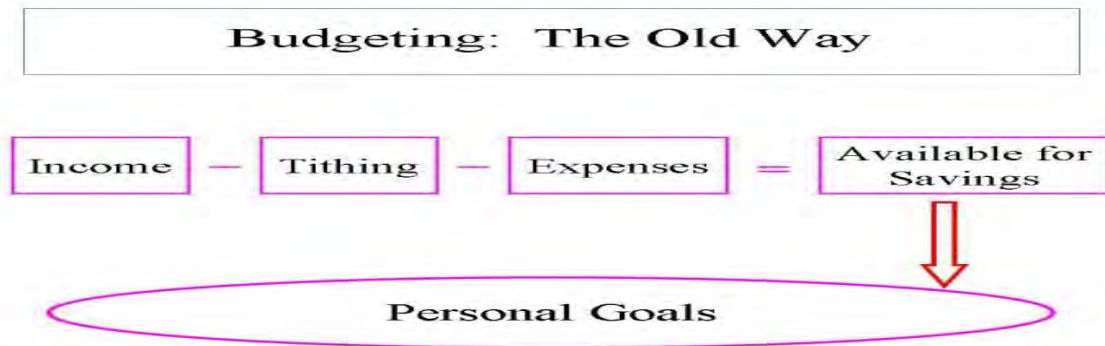 Budgeting: The Old Way
Income – Tithing – Expenses = Available for
Savings
Personal Goals